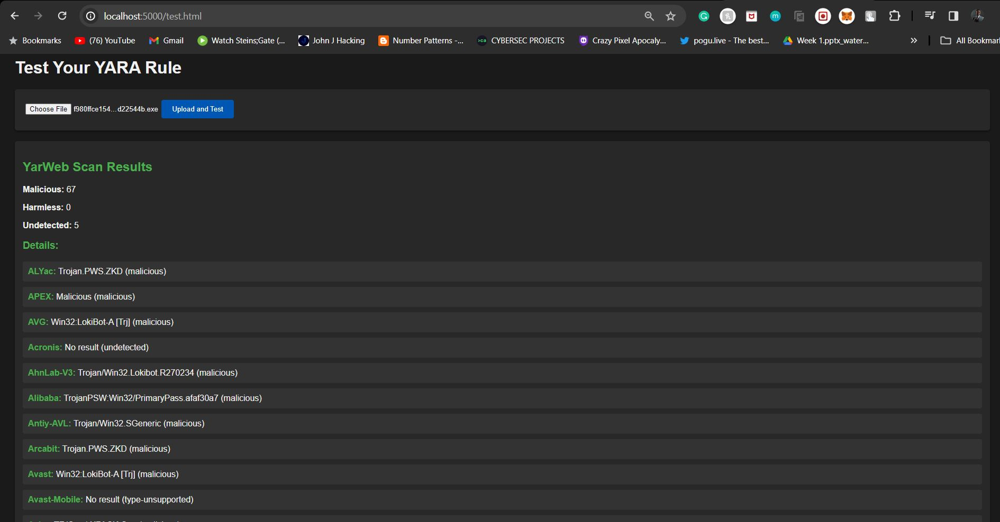 localhost:5000/test.html
Bookmarks (76) YouTube Gmail Watch Steins;Gate (... John J Hacking Number Patterns -... >ca CYBERSEC PROJECTS Crazy Pixel Apocaly... pogu.live - The best... Week 1.pptx_water... » All Bookmar
Test Your YARA Rule
Choose File f980ffce154...d22544b.exe Upload and Test
YarWeb Scan Results
Malicious: 67
Harmless: 0
Undetected: 5
Details:
ALYac: Trojan.PWS.ZKD (malicious)
APEX: Malicious (malicious)
AVG: Win32:LokiBot-A [Trj] (malicious)
Acronis: No result (undetected)
AhnLab-V3: Trojan/Win32.Lokibot.R270234 (malicious)
Alibaba: TrojanPSW:Win32/PrimaryPass.afaf30a7 (malicious)
Antiy-AVL: Trojan/Win32.SGeneric (malicious)
Arcabit: Trojan.PWS.ZKD (malicious)
Avast: Win32:LokiBot-A [Trj] (malicious)
Avast-Mobile: No result (type-unsupported)